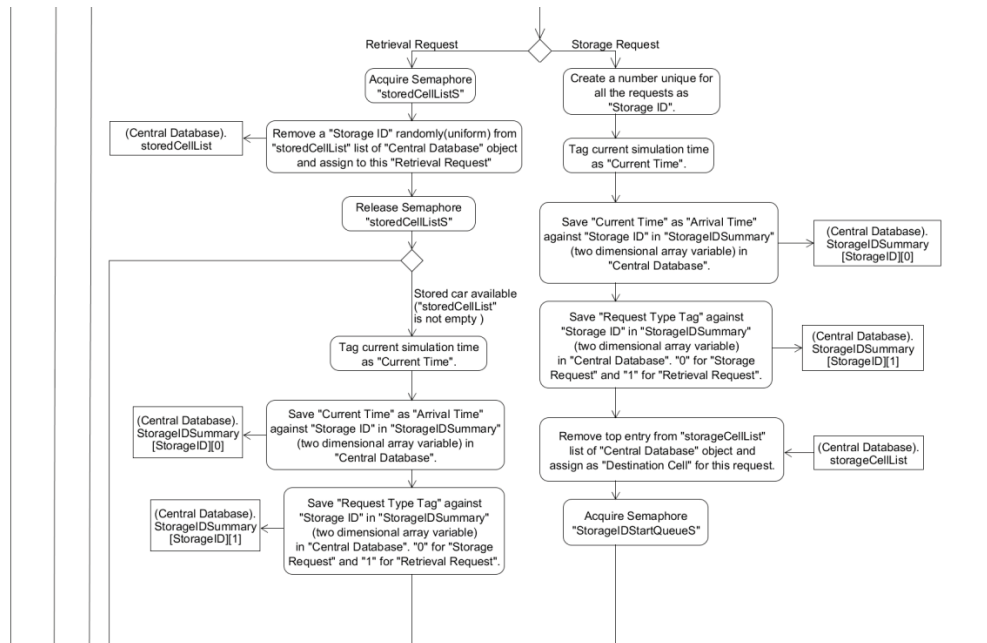 Retrieval Request
Storage Request
Acquire Semaphore
"storedCellListS"
Create a number unique for
all the requests as
"Storage ID".
(Central Database).
storedCellList
Remove a "Storage ID" randomly(uniform) from
"storedCellList" list of "Central Database" object
and assign to this "Retrieval Request"
Tag current simulation time
as "Current Time".
Release Semaphore
"storedCellListS"
Save "Current Time" as "Arrival Time"
against "Storage ID" in "StorageIDSummary"
(two dimensional array variable) in
"Central Database".
(Central Database).
StorageIDSummary
[StorageID][0]
Stored car available
("storedCellList"
is not empty )
Save "Request Type Tag" against
"Storage ID" in "StorageIDSummary"
(two dimensional array variable)
in "Central Database". "0" for "Storage
Request" and "1" for "Retrieval Request".
(Central Database).
StorageIDSummary
[StorageID][1]
Tag current simulation time
as "Current Time".
(Central Database).
StorageIDSummary
[StorageID][0]
Save "Current Time" as "Arrival Time"
against "Storage ID" in "StorageIDSummary"
(two dimensional array variable) in
"Central Database".
Remove top entry from "storageCellList"
list of "Central Database" object and
assign as "Destination Cell" for this request.
(Central Database).
storageCellList
(Central Database).
StorageIDSummary
[StorageID][1]
Save "Request Type Tag" against
"Storage ID" in "StorageIDSummary"
(two dimensional array variable)
in "Central Database". "0" for "Storage
Request" and "1" for "Retrieval Request".
Acquire Semaphore
"StorageIDStartQueueS"